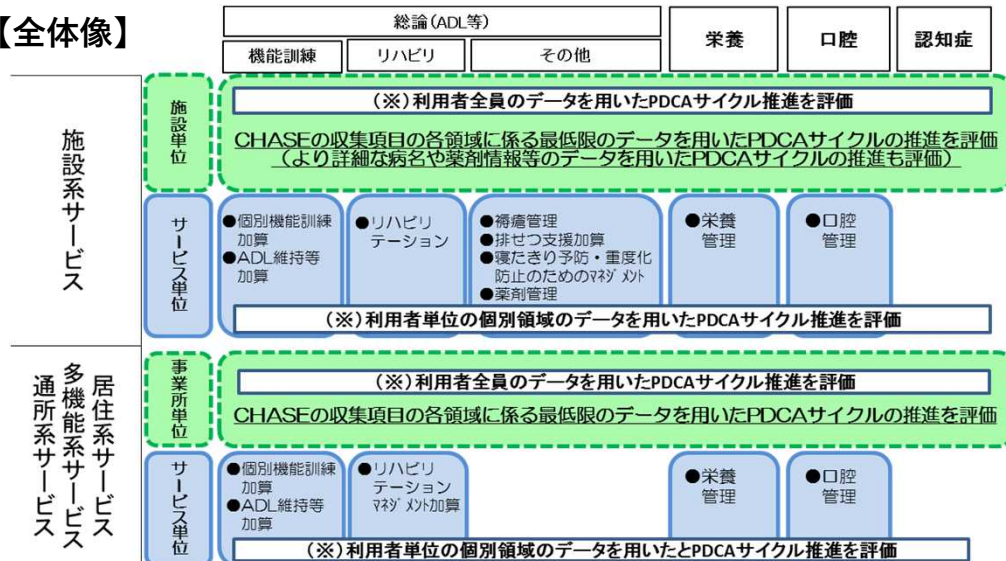 【全体像】
総論(ADL等)
機能訓練
リハビリ
その他
栄養
口腔
認知症
施設系サービス
施設単位
(※)利用者全員のデータを用いたPDCAサイクル推進を評価
CHASEの収集項目の各領域に係る最低限のデータを用いたPDCAサイクルの推進を評価
(より詳細な病名や薬剤情報等のデータを用いたPDCAサイクルの推進も評価)
サービス単位
●個別機能訓練
加算
●ADL維持等
加算
●リハビリ
テーション
●褥瘡管理
●排せつ支援加算
●寝たきり予防・重度化
防止のためのマネジメント
●薬剤管理
●栄養
管理
●口腔
管理
(※)利用者単位の個別領域のデータを用いたPDCAサイクル推進を評価
居住系サービス
多機能系サービス
通所系サービス
事業所単位
(※)利用者全員のデータを用いたPDCAサイクル推進を評価
CHASEの収集項目の各領域に係る最低限のデータを用いたPDCAサイクルの推進を評価
サービス単位
●個別機能訓練
加算
●ADL維持等
加算
●リハビリ
テーション
マネジメント加算
●栄養
管理
●口腔
管理
(※)利用者単位の個別領域のデータを用いたとPDCAサイクル推進を評価